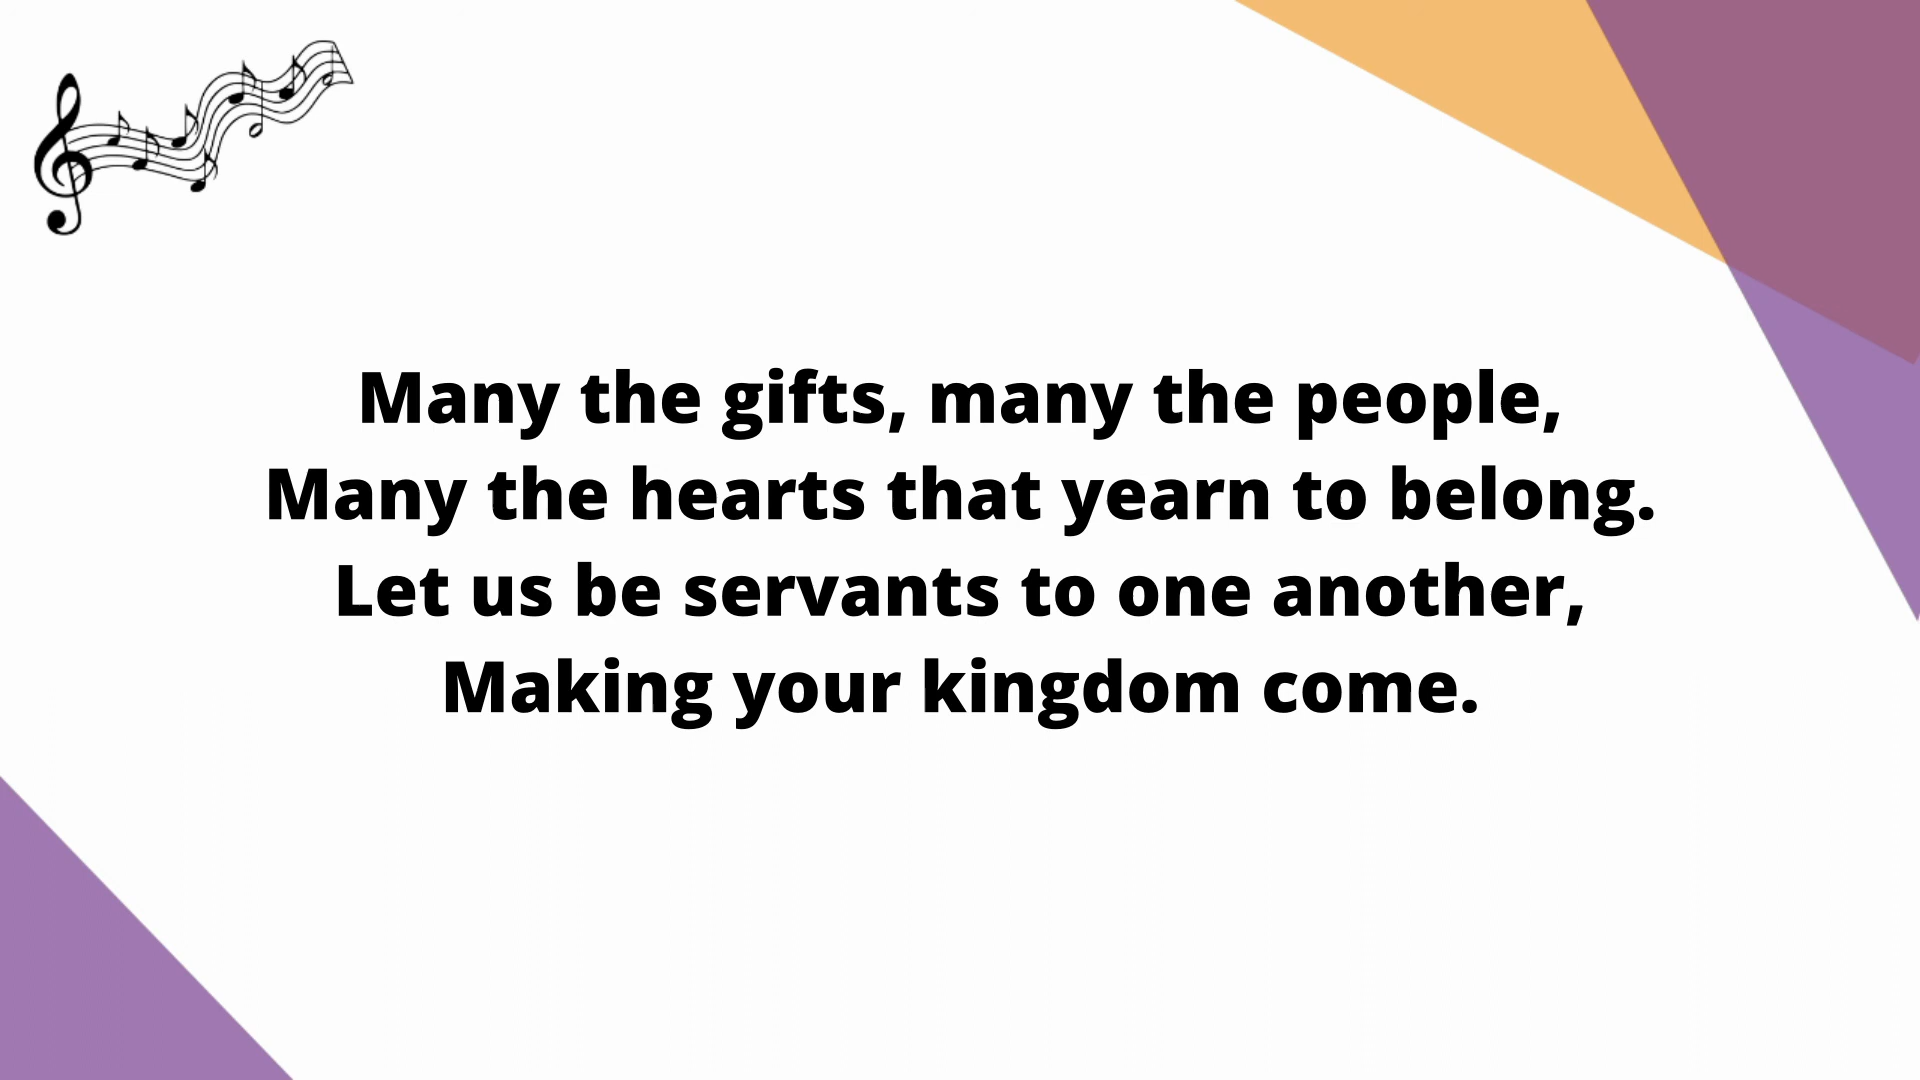 Many the gifts, many the people,
Many the hearts that yearn to belong.
Let us be servants to one another,
Making your kingdom come.